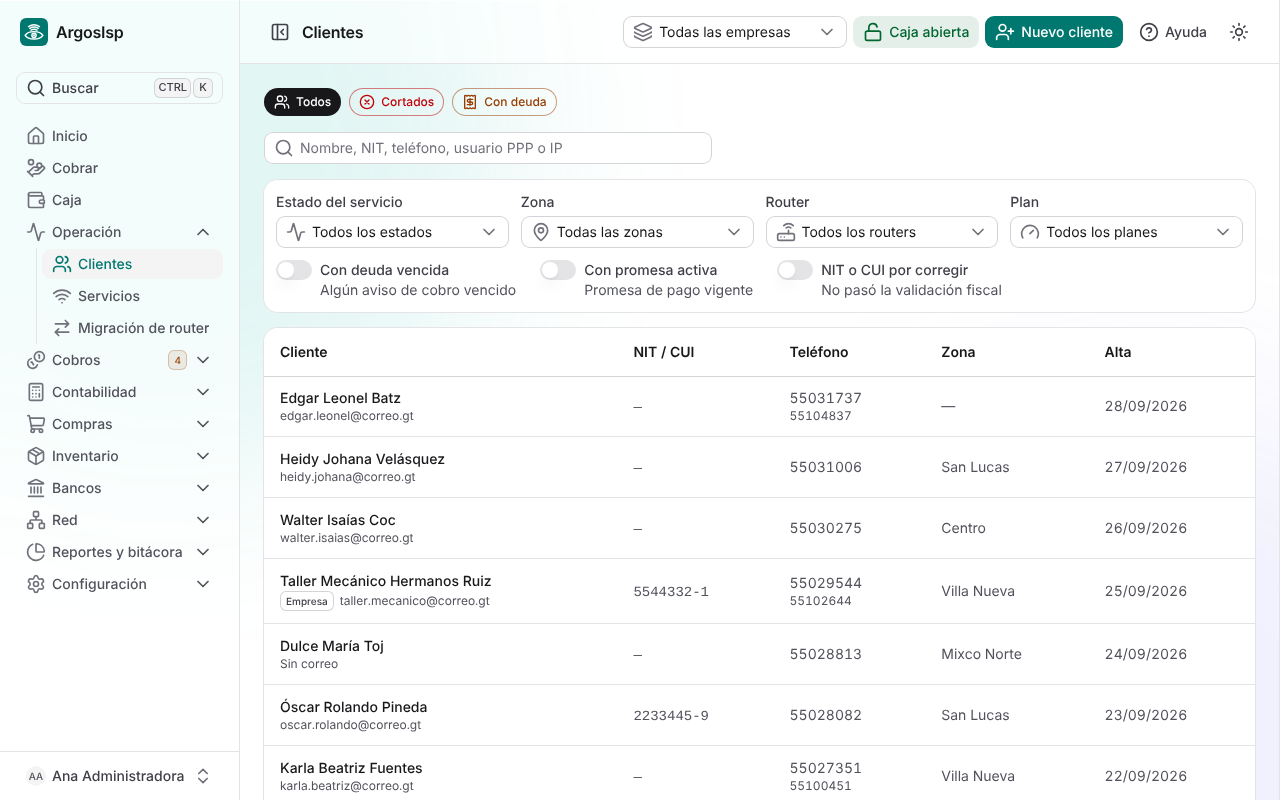 ArgosIsp
Clientes
Todas las empresas
Caja abierta
Nuevo cliente
Ayuda
Buscar
CTRL K
Inicio
Cobrar
Caja
Operación
Clientes
Servicios
Migración de router
Cobros 4
Contabilidad
Compras
Inventario
Bancos
Red
Reportes y bitácora
Configuración
AA Ana Administradora
Todos
Cortados
Con deuda
Nombre, NIT, teléfono, usuario PPP o IP
Estado del servicio
Todos los estados
Zona
Todas las zonas
Router
Todos los routers
Plan
Todos los planes
Con deuda vencida
Algún aviso de cobro vencido
Con promesa activa
Promesa de pago vigente
NIT o CUI por corregir
No pasó la validación fiscal
Cliente NIT / CUI Teléfono Zona Alta
Edgar Leonel Batz
edgar.leonel@correo.gt
—
55031737
55104837
—
28/09/2026
Heidy Johana Velásquez
heidy.johana@correo.gt
—
55031006
San Lucas
27/09/2026
Walter Isaías Coc
walter.isaias@correo.gt
—
55030275
Centro
26/09/2026
Taller Mecánico Hermanos Ruiz
Empresa taller.mecanico@correo.gt
5544332-1
55029544
55102644
Villa Nueva
25/09/2026
Dulce María Toj
Sin correo
—
55028813
Mixco Norte
24/09/2026
Óscar Rolando Pineda
oscar.rolando@correo.gt
2233445-9
55028082
San Lucas
23/09/2026
Karla Beatriz Fuentes
karla.beatriz@correo.gt
—
55027351
55100451
Villa Nueva
22/09/2026